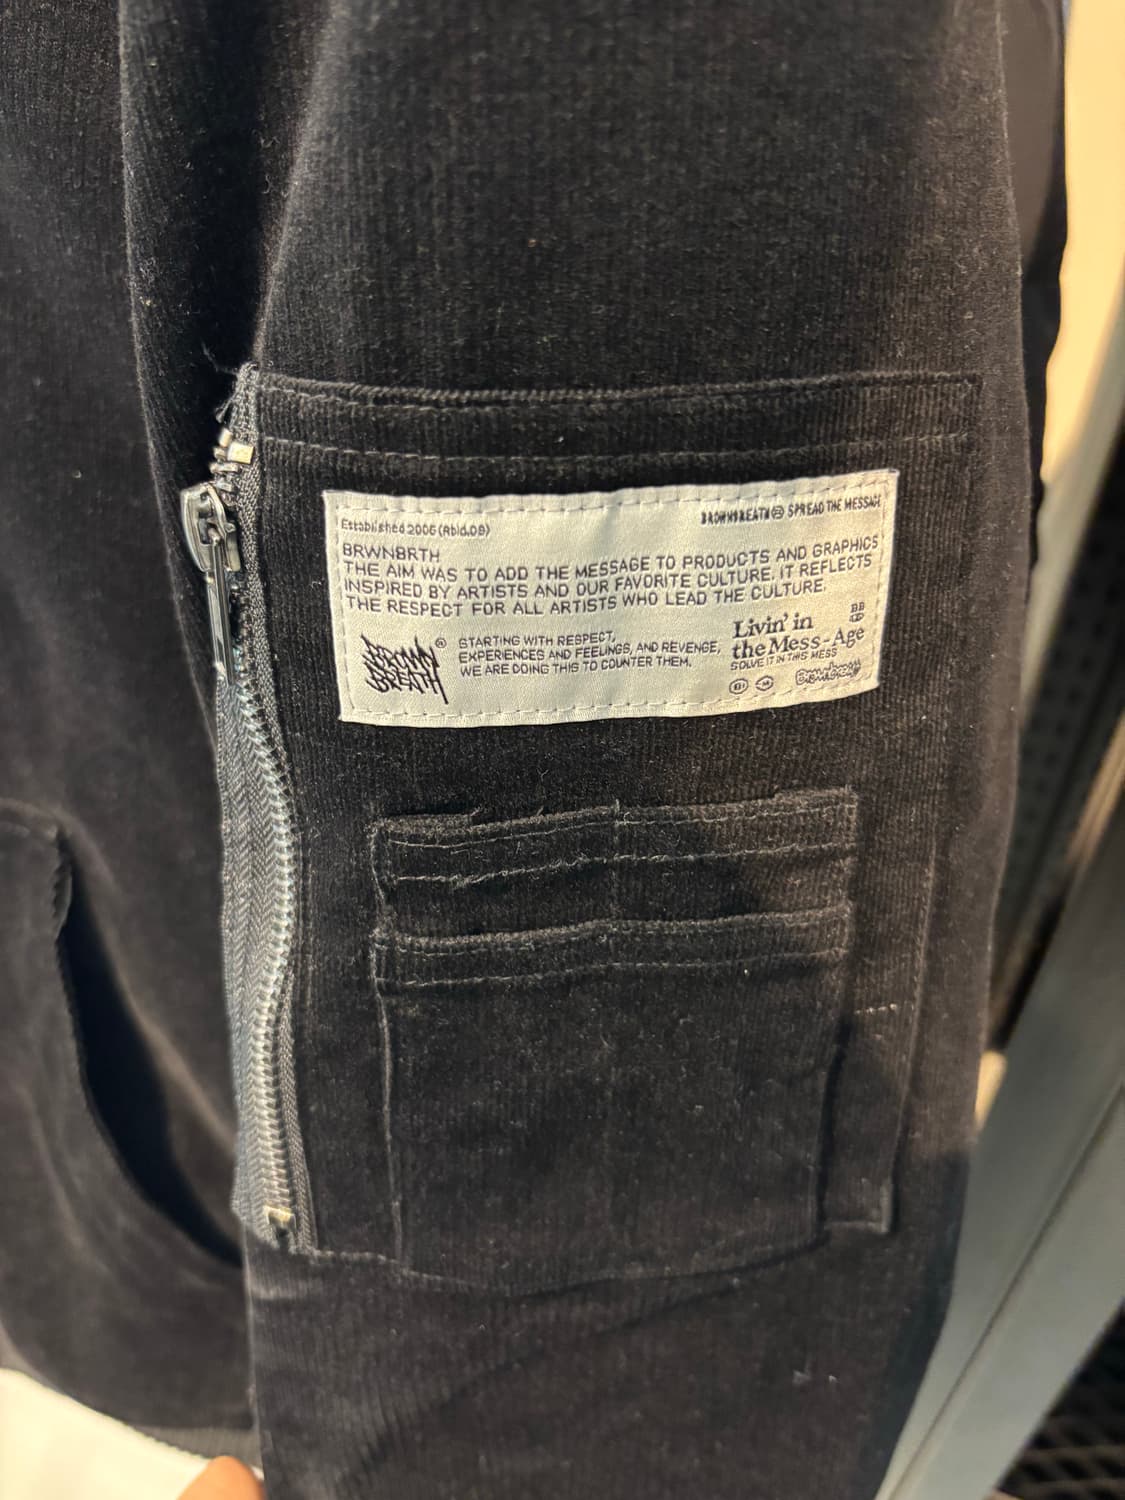 Established 2006 (Rbld.09)
BROWNBREATH SPREAD THE MESSAGE
BRWNBRTH
THE AIM WAS TO ADD THE MESSAGE TO PRODUCTS AND GRAPHICS
INSPIRED BY ARTISTS AND OUR FAVORITE CULTURE. IT REFLECTS
THE RESPECT FOR ALL ARTISTS WHO LEAD THE CULTURE.
BROWN
BREATH
®
STARTING WITH RESPECT,
EXPERIENCES AND FEELINGS, AND REVENGE,
WE ARE DOING THIS TO COUNTER THEM.
BB
Livin' in
the Mess-Age
SOLVE IT IN THIS MESS